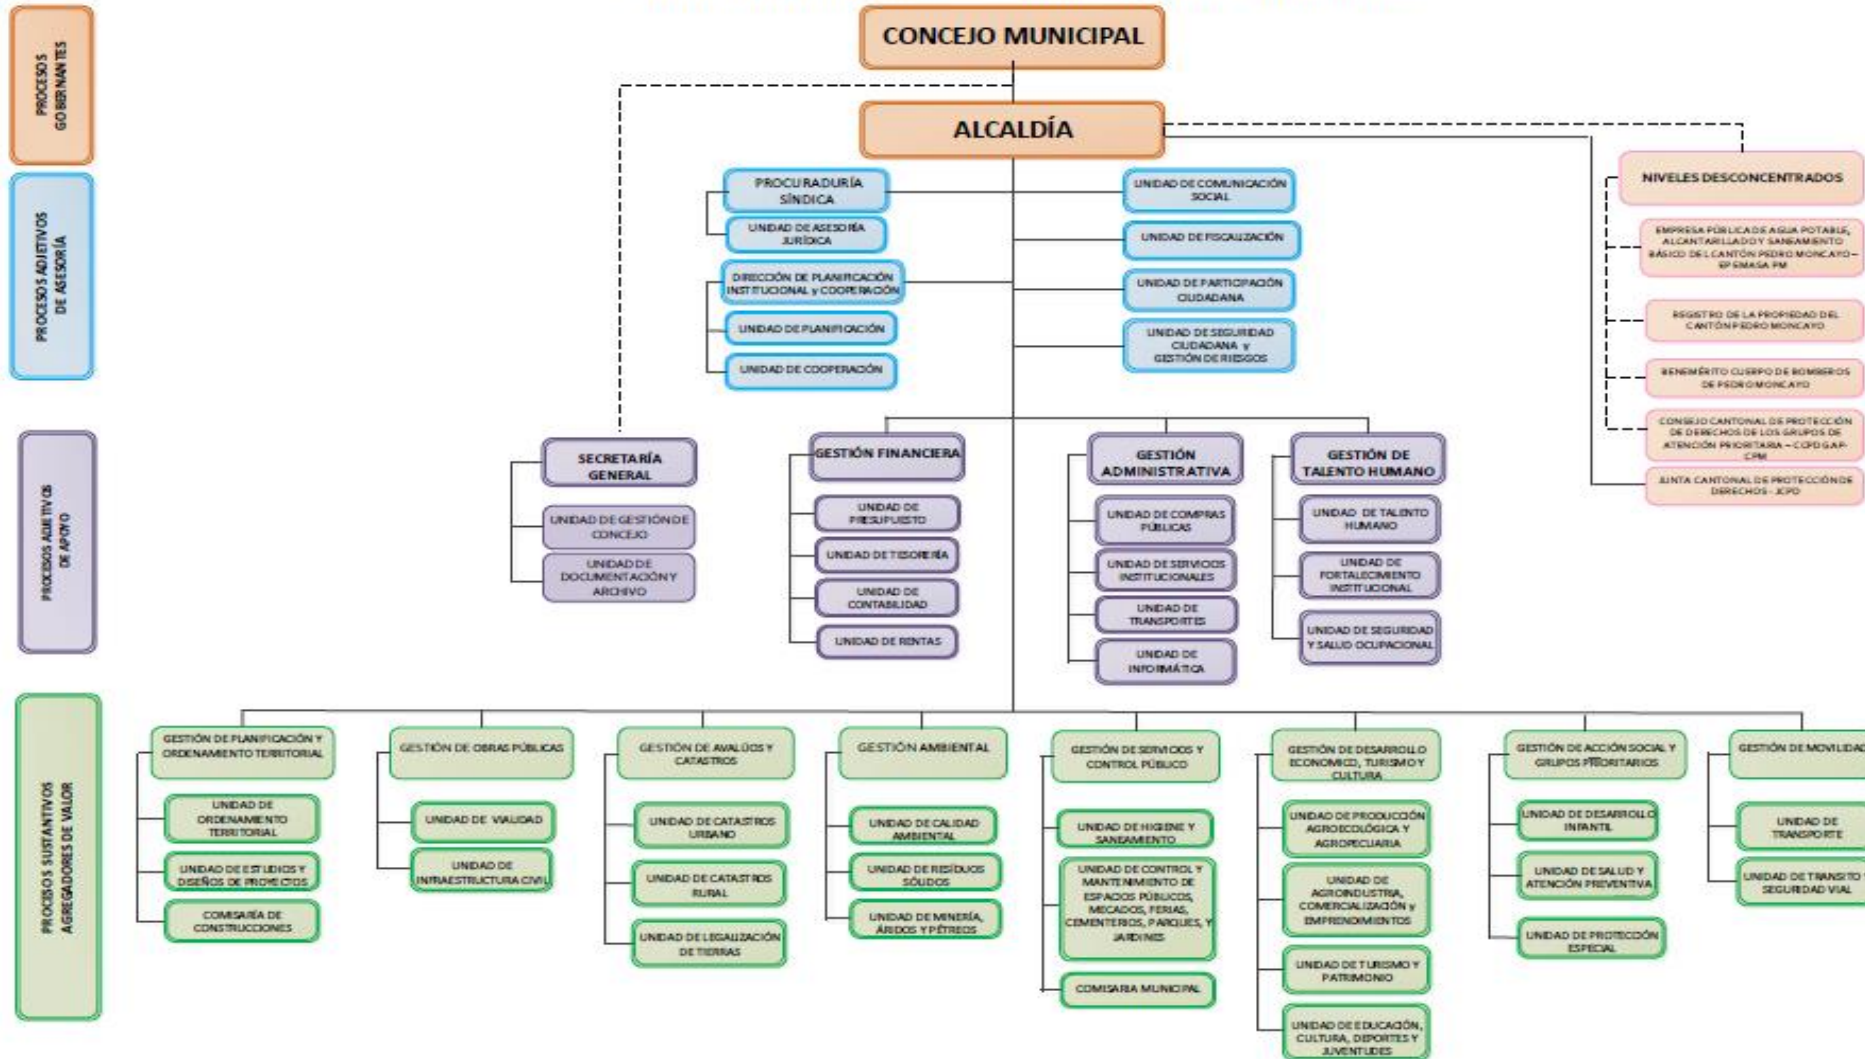 PROCESOS
GOBERNANTES
CONCEJO MUNICIPAL
ALCALDÍA
PROCESOS ADJETIVOS
DE ASESORÍA
PROCURADURÍA
SÍNDICA
UNIDAD DE ASESORÍA
JURÍDICA
DIRECCIÓN DE PLANIFICACIÓN
INSTITUCIONAL y COOPERACIÓN
UNIDAD DE PLANIFICACIÓN
UNIDAD DE COOPERACIÓN
UNIDAD DE COMUNICACIÓN
SOCIAL
UNIDAD DE FISCALIZACIÓN
UNIDAD DE PARTICIPACIÓN
CIUDADANA
UNIDAD DE SEGURIDAD
CIUDADANA y
GESTIÓN DE RIESGOS
NIVELES DESCONCENTRADOS
EMPRESA PÚBLICA DE AGUA POTABLE,
ALCANTARILLADO Y SANEAMIENTO
BÁSICO DEL CANTÓN PEDRO MONCAYO –
EP EMASA PM
REGISTRO DE LA PROPIEDAD DEL
CANTÓN PEDRO MONCAYO
BENEMÉRITO CUERPO DE BOMBEROS
DE PEDRO MONCAYO
CONSEJO CANTONAL DE PROTECCIÓN
DE DERECHOS DE LOS GRUPOS DE
ATENCIÓN PRIORITARIA – CCPD GAP-
CPM
JUNTA CANTONAL DE PROTECCIÓN DE
DERECHOS - JCPD
PROCESOS ADJETIVOS
DE APOYO
SECRETARÍA
GENERAL
UNIDAD DE GESTIÓN DE
CONCEJO
UNIDAD DE
DOCUMENTACIÓN Y
ARCHIVO
GESTIÓN FINANCIERA
UNIDAD DE
PRESUPUESTO
UNIDAD DE TESORERÍA
UNIDAD DE
CONTABILIDAD
UNIDAD DE RENTAS
GESTIÓN
ADMINISTRATIVA
UNIDAD DE COMPRAS
PÚBLICAS
UNIDAD DE SERVICIOS
INSTITUCIONALES
UNIDAD DE
TRANSPORTES
UNIDAD DE
INFORMÁTICA
GESTIÓN DE
TALENTO HUMANO
UNIDAD DE TALENTO
HUMANO
UNIDAD DE
FORTALECIMIENTO
INSTITUCIONAL
UNIDAD DE SEGURIDAD
Y SALUD OCUPACIONAL
PROCESOS SUSTANTIVOS
AGREGADORES DE VALOR
GESTIÓN DE PLANIFICACIÓN Y
ORDENAMIENTO TERRITORIAL
UNIDAD DE
ORDENAMIENTO
TERRITORIAL
UNIDAD DE ESTUDIOS Y
DISEÑOS DE PROYECTOS
COMISARÍA DE
CONSTRUCCIONES
GESTIÓN DE OBRAS PÚBLICAS
UNIDAD DE VIALIDAD
UNIDAD DE
INFRAESTRUCTURA CIVIL
GESTIÓN DE AVALÚOS Y
CATASTROS
UNIDAD DE CATASTROS
URBANO
UNIDAD DE CATASTROS
RURAL
UNIDAD DE LEGALIZACIÓN
DE TIERRAS
GESTIÓN AMBIENTAL
UNIDAD DE CALIDAD
AMBIENTAL
UNIDAD DE RESÍDUOS
SÓLIDOS
UNIDAD DE MINERÍA,
ÁRIDOS Y PÉTREOS
GESTIÓN DE SERVICIOS Y
CONTROL PÚBLICO
UNIDAD DE HIGIENE Y
SANEAMIENTO
UNIDAD DE CONTROL Y
MANTENIMIENTO DE
ESPACIOS PÚBLICOS,
MECADOS, FERIAS,
CEMENTERIOS, PARQUES, Y
JARDINES
COMISARIA MUNICIPAL
GESTIÓN DE DESARROLLO
ECONOMICO, TURISMO Y
CULTURA
UNIDAD DE PRODUCCIÓN
AGROECOLÓGICA Y
AGROPECUARIA
UNIDAD DE
AGROINDUSTRIA,
COMERCIALIZACIÓN y
EMPRENDIMIENTOS
UNIDAD DE TURISMO Y
PATRIMONIO
UNIDAD DE EDUCACIÓN,
CULTURA, DEPORTES Y
JUVENTUDES
GESTIÓN DE ACCIÓN SOCIAL Y
GRUPOS PRIORITARIOS
UNIDAD DE DESARROLLO
INFANTIL
UNIDAD DE SALUD Y
ATENCIÓN PREVENTIVA
UNIDAD DE PROTECCIÓN
ESPECIAL
GESTIÓN DE MOVILIDAD
UNIDAD DE
TRANSPORTE
UNIDAD DE TRANSITO Y
SEGURIDAD VIAL